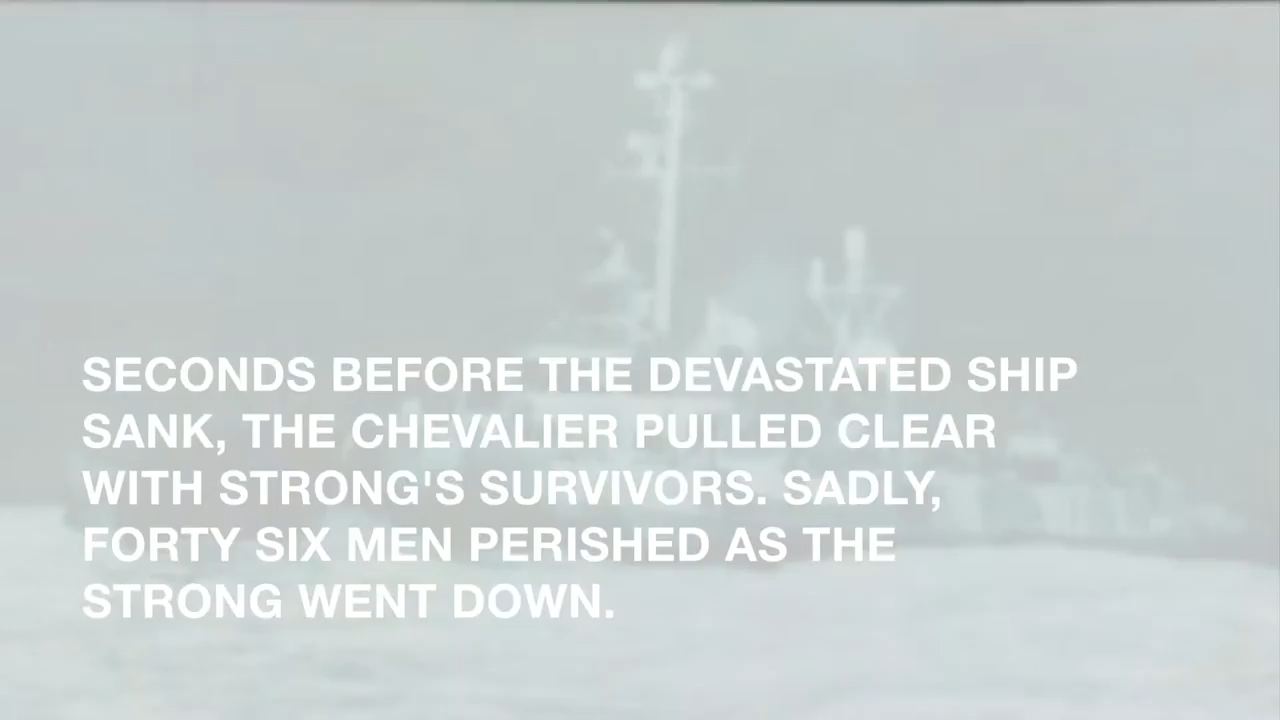 SECONDS BEFORE THE DEVASTATED SHIP
SANK, THE CHEVALIER PULLED CLEAR
WITH STRONG'S SURVIVORS. SADLY,
FORTY SIX MEN PERISHED AS THE
STRONG WENT DOWN.